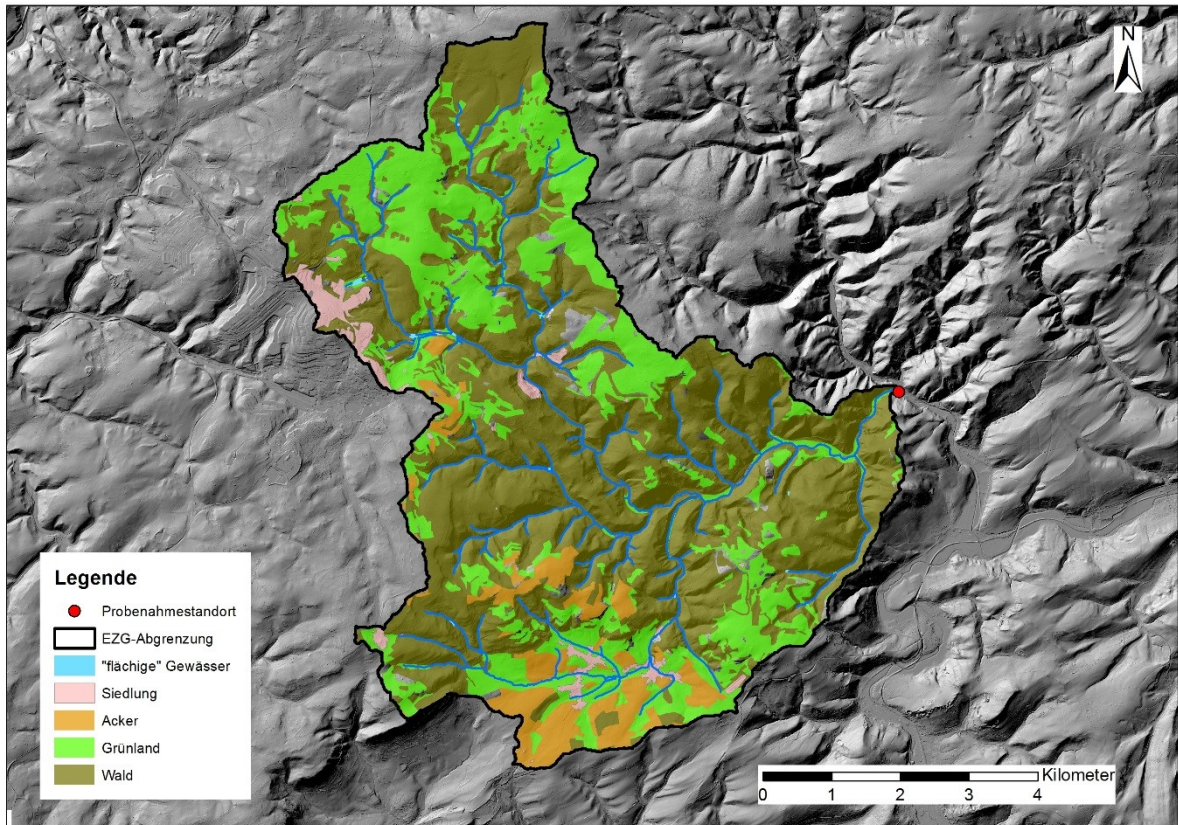 N
Legende
Probenahmestandort
EZG-Abgrenzung
"flächige" Gewässer
Siedlung
Acker
Grünland
Wald
Kilometer
0 1 2 3 4